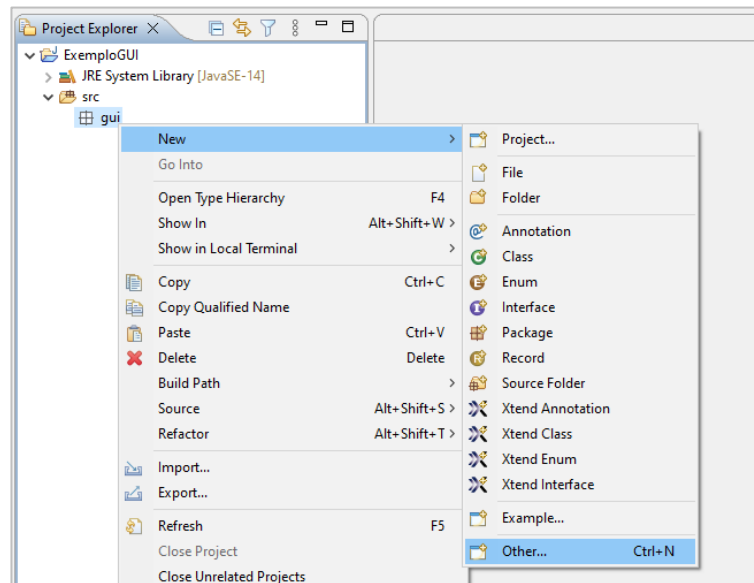 Project Explorer
ExemploGUI
JRE System Library [JavaSE-14]
src
gui
New
Go Into
Open Type Hierarchy F4
Show In Alt+Shift+W
Show in Local Terminal
Copy Ctrl+C
Copy Qualified Name
Paste Ctrl+V
Delete Delete
Build Path
Source Alt+Shift+S
Refactor Alt+Shift+T
Import...
Export...
Refresh F5
Close Project
Close Unrelated Projects
Project...
File
Folder
Annotation
Class
Enum
Interface
Package
Record
Source Folder
Xtend Annotation
Xtend Class
Xtend Enum
Xtend Interface
Example...
Other... Ctrl+N